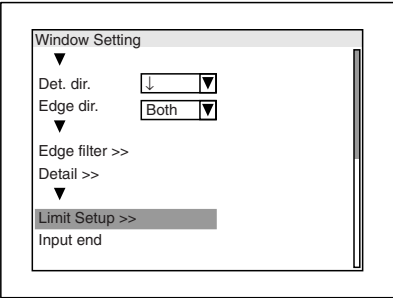 Window Setting
▼
Det. dir. ↓ ▼
Edge dir. Both ▼
▼
Edge filter >>
Detail >>
▼
Limit Setup >>
Input end